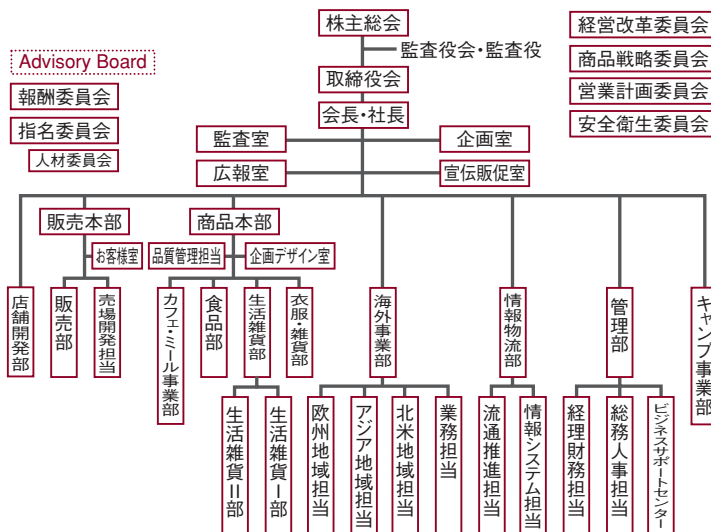 株主総会
監査役会・監査役
取締役会
会長・社長
監査室
企画室
広報室
宣伝販促室
Advisory Board
報酬委員会
指名委員会
人材委員会
経営改革委員会
商品戦略委員会
営業計画委員会
安全衛生委員会
販売本部
商品本部
お客様室
品質管理担当
企画デザイン室
店舗開発部
販売部
売場開発担当
カフェ・ミール事業部
食品部
生活雑貨部
衣服・雑貨部
海外事業部
情報物流部
管理部
キャンプ事業部
生活雑貨II部
生活雑貨I部
欧州地域担当
アジア地域担当
北米地域担当
業務担当
流通推進担当
情報システム担当
経理財務担当
総務人事担当
ビジネスサポートセンター